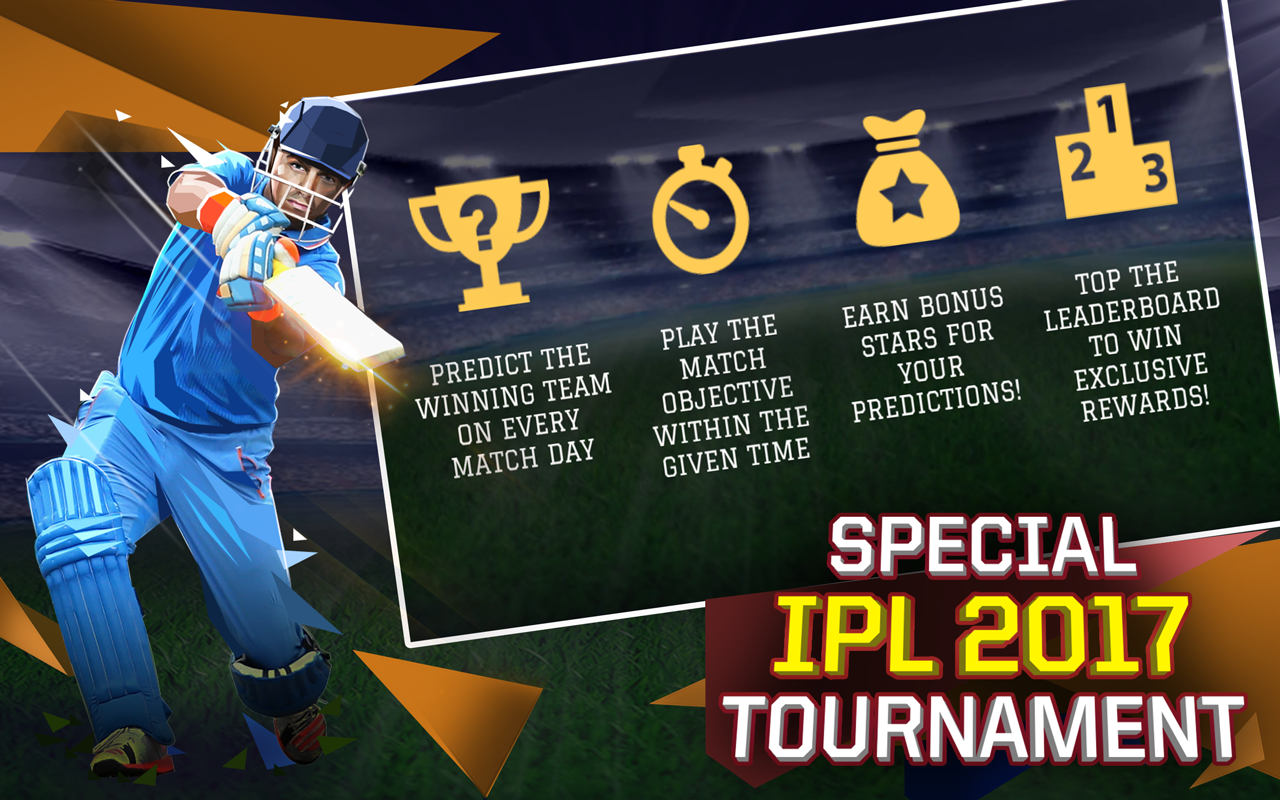 ?
PREDICT THE
WINNING TEAM
ON EVERY
MATCH DAY
PLAY THE
MATCH
OBJECTIVE
WITHIN THE
GIVEN TIME
EARN BONUS
STARS FOR
YOUR
PREDICTIONS!
1
2
3
TOP THE
LEADERBOARD
TO WIN
EXCLUSIVE
REWARDS!
SPECIAL
IPL 2017
TOURNAMENT